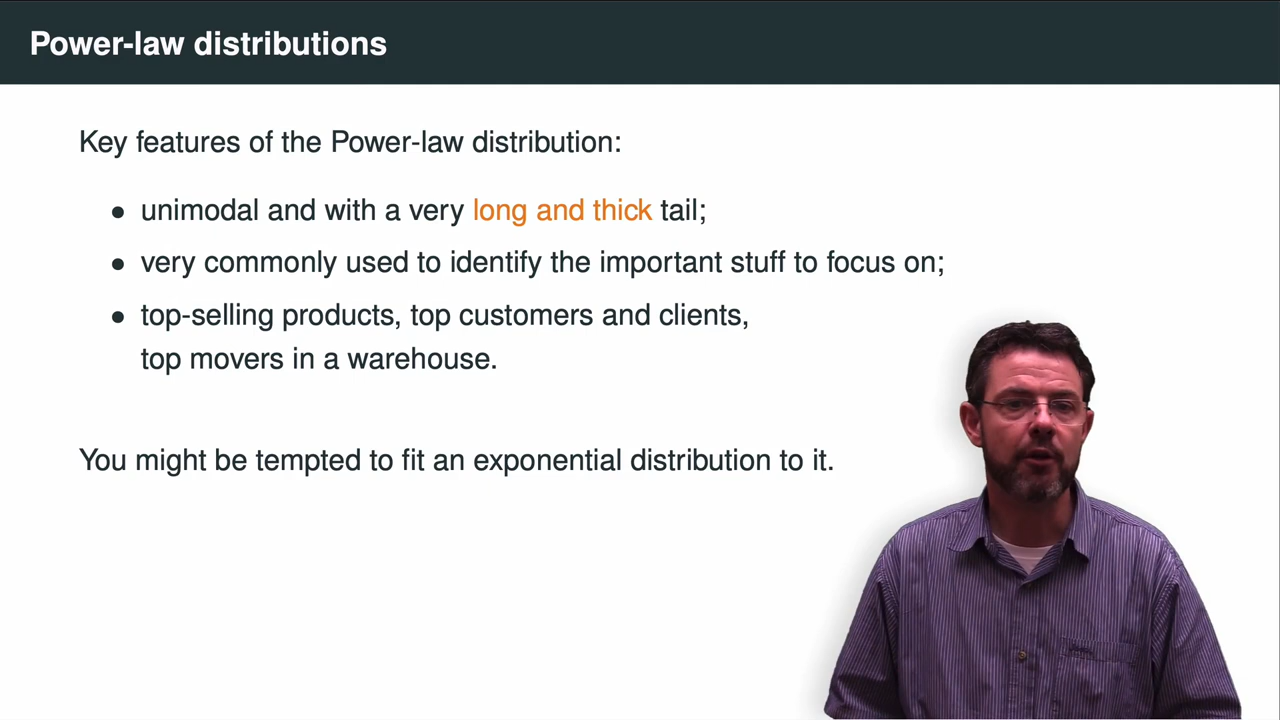 Power-law distributions
Key features of the Power-law distribution:
• unimodal and with a very long and thick tail;
• very commonly used to identify the important stuff to focus on;
• top-selling products, top customers and clients,
top movers in a warehouse.
You might be tempted to fit an exponential distribution to it.